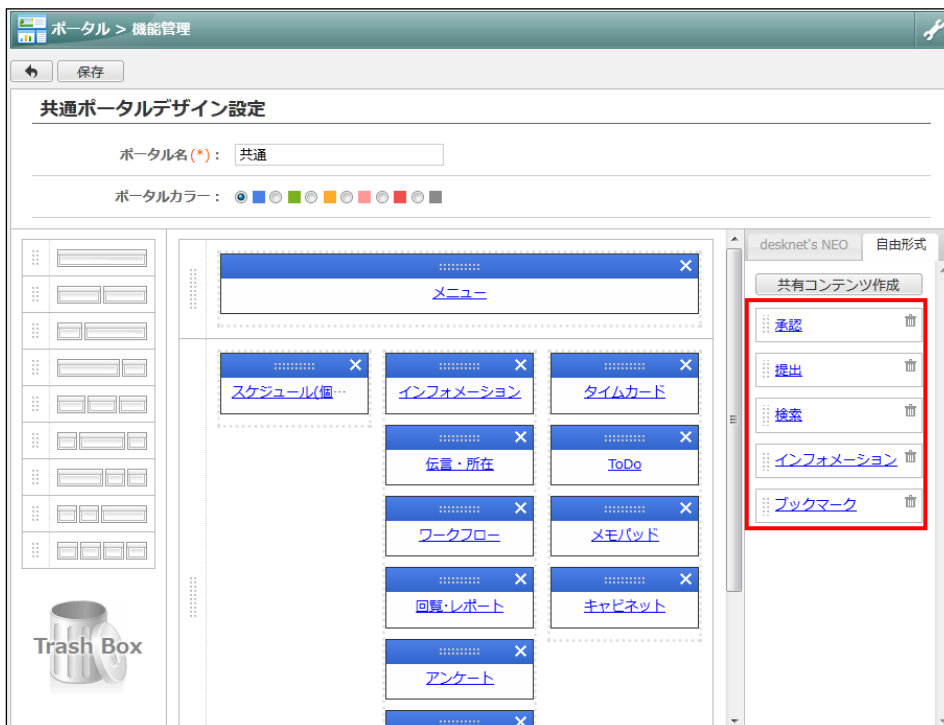 ポータル > 機能管理
保存
共通ポータルデザイン設定
ポータル名(*)： 共通
ポータルカラー：
desknet's NEO 自由形式
共有コンテンツ作成
メニュー
スケジュール(個… インフォメーション タイムカード
伝言・所在 ToDo
ワークフロー メモパッド
回覧・レポート キャビネット
アンケート
承認
提出
検索
インフォメーション
ブックマーク
Trash Box